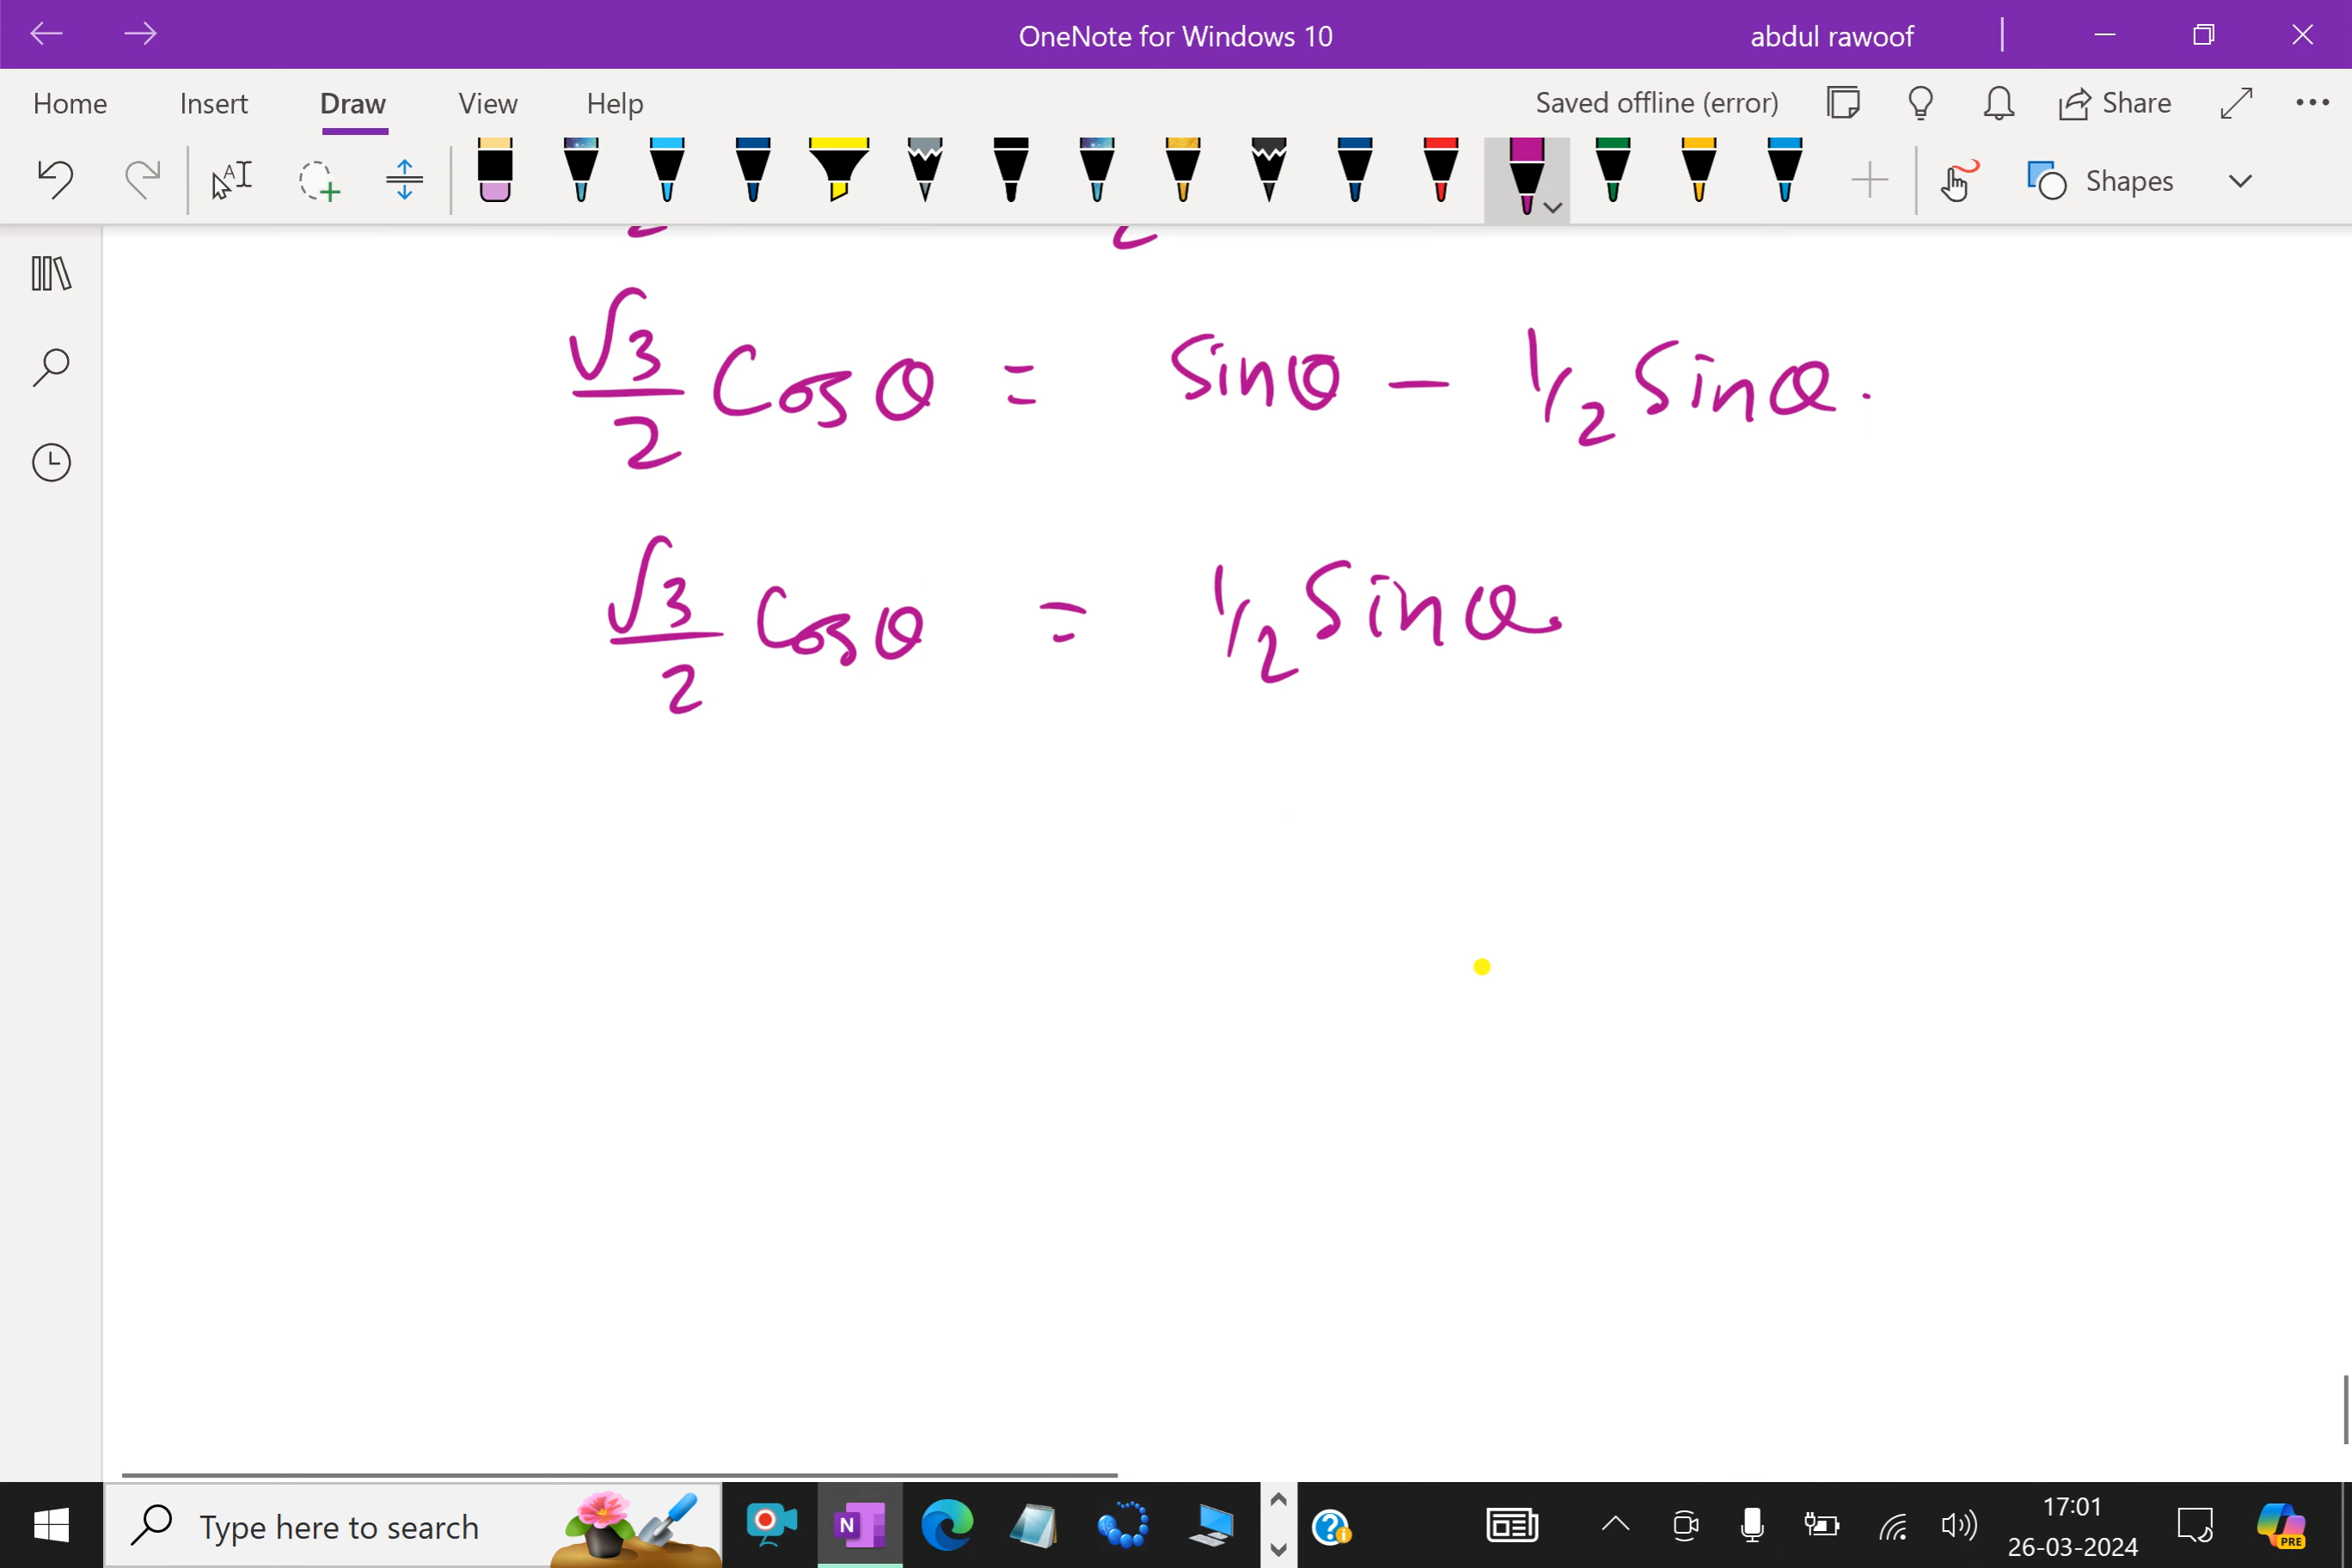 OneNote for Windows 10 abdul rawoof
Home Insert Draw View Help Saved offline (error) Share
Shapes
√3/2 Cos θ = Sin θ − 1/2 Sin θ.
√3/2 Cos θ = 1/2 Sin θ.
Type here to search N 17:01
26-03-2024
PRE